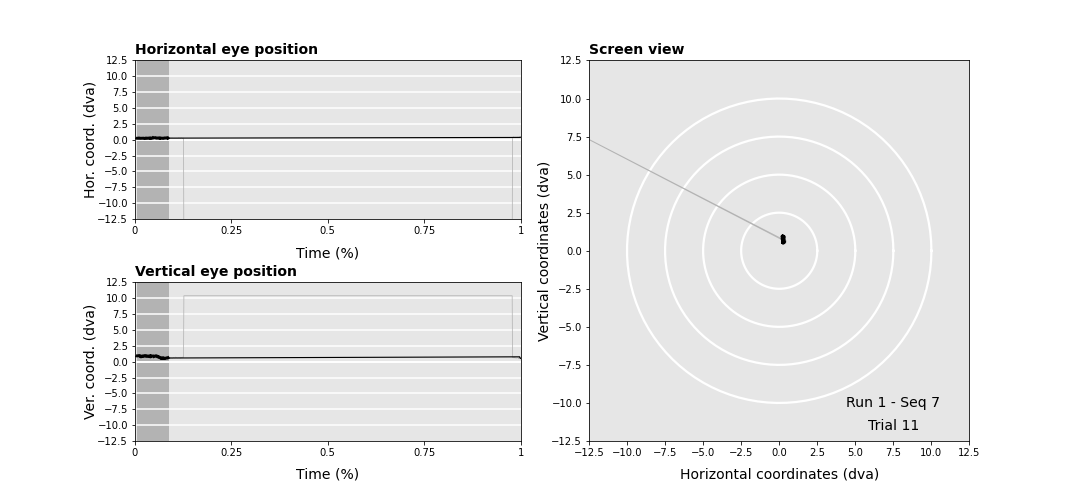 Horizontal eye position
12.5
10.0
7.5
5.0
2.5
0.0
−2.5
−5.0
−7.5
−10.0
−12.5
Hor. coord. (dva)
0 0.25 0.5 0.75 1
Time (%)
Vertical eye position
12.5
10.0
7.5
5.0
2.5
0.0
−2.5
−5.0
−7.5
−10.0
−12.5
Ver. coord. (dva)
0 0.25 0.5 0.75 1
Time (%)
Screen view
12.5
10.0
7.5
5.0
2.5
0.0
−2.5
−5.0
−7.5
−10.0
−12.5
Vertical coordinates (dva)
Run 1 - Seq 7
Trial 11
−12.5 −10.0 −7.5 −5.0 −2.5 0.0 2.5 5.0 7.5 10.0 12.5
Horizontal coordinates (dva)